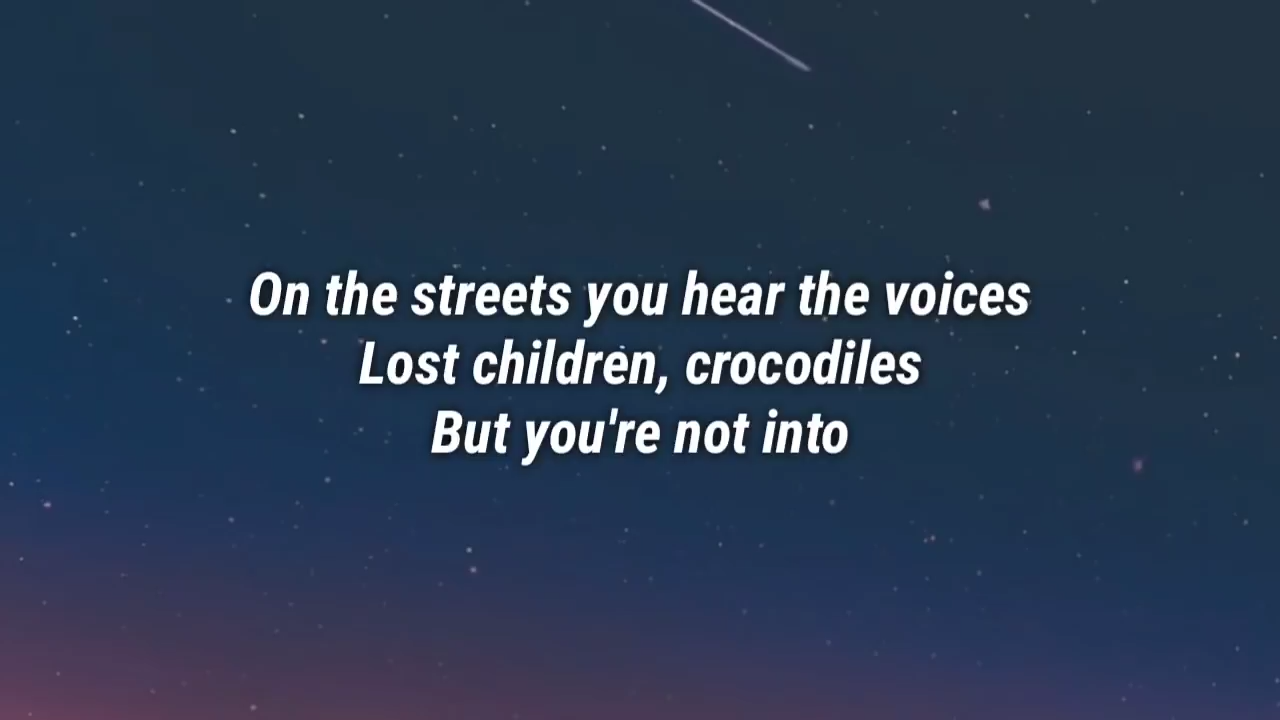 On the streets you hear the voices
Lost children, crocodiles
But you're not into